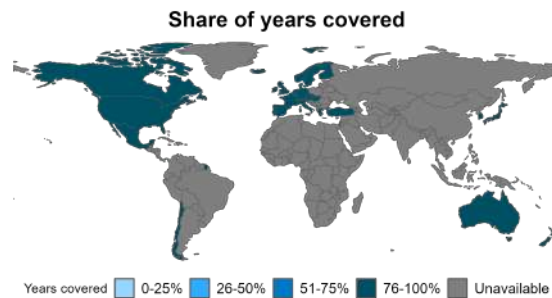 Share of years covered
Years covered 0-25% 26-50% 51-75% 76-100% Unavailable